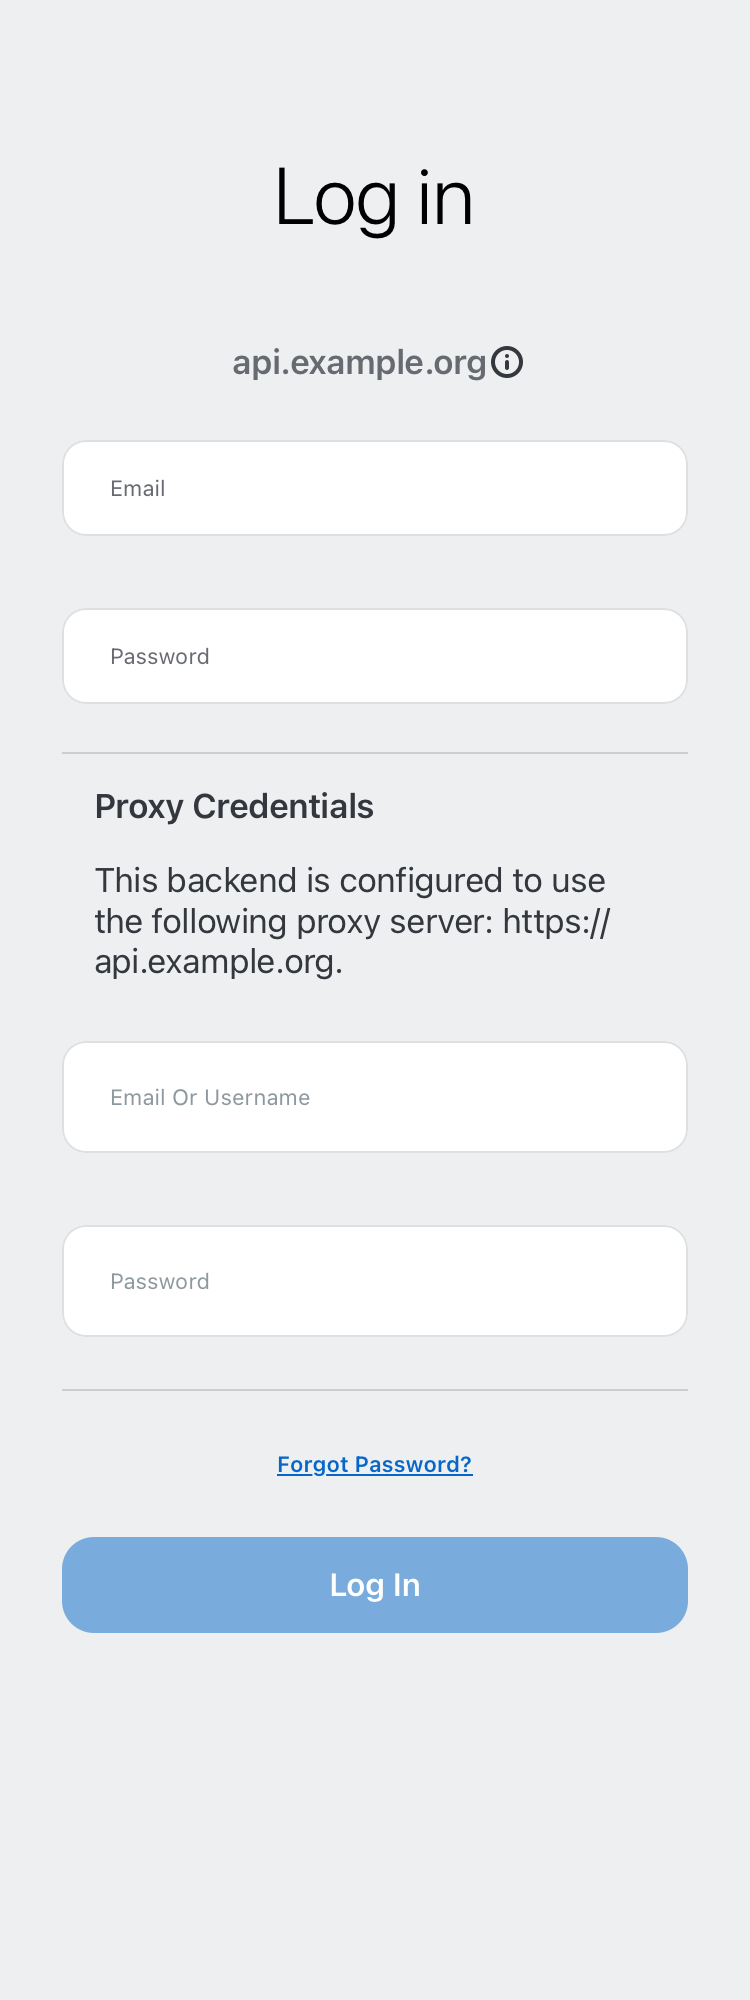 Log in
api.example.org
Email
Password
Proxy Credentials
This backend is configured to use
the following proxy server: https://
api.example.org.
Email Or Username
Password
Forgot Password?
Log In